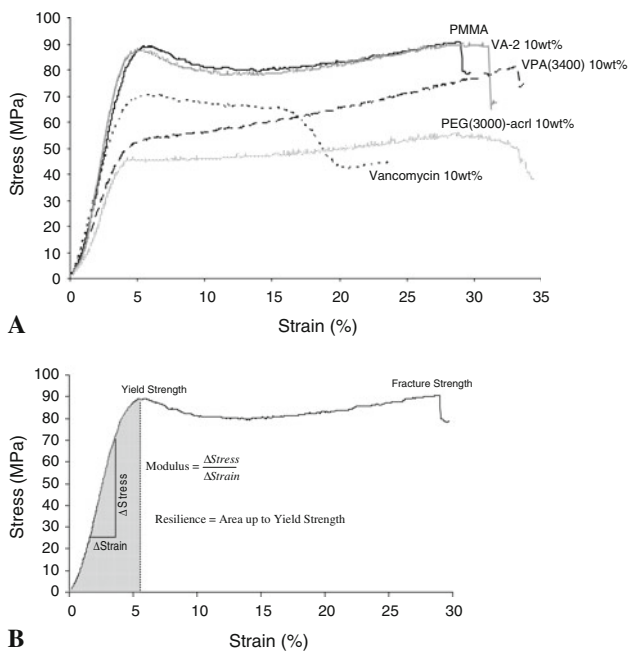 100
90
80
70
60
50
40
30
20
10
0
Stress (MPa)
PMMA
VA-2 10wt%
VPA(3400) 10wt%
PEG(3000)-acrl 10wt%
Vancomycin 10wt%
0 5 10 15 20 25 30 35
A
Strain (%)
100
90
80
70
60
50
40
30
20
10
0
Stress (MPa)
Yield Strength
Fracture Strength
ΔStress
Modulus = ΔStress
ΔStrain
Resilience = Area up to Yield Strength
ΔStrain
0 5 10 15 20 25 30
B
Strain (%)